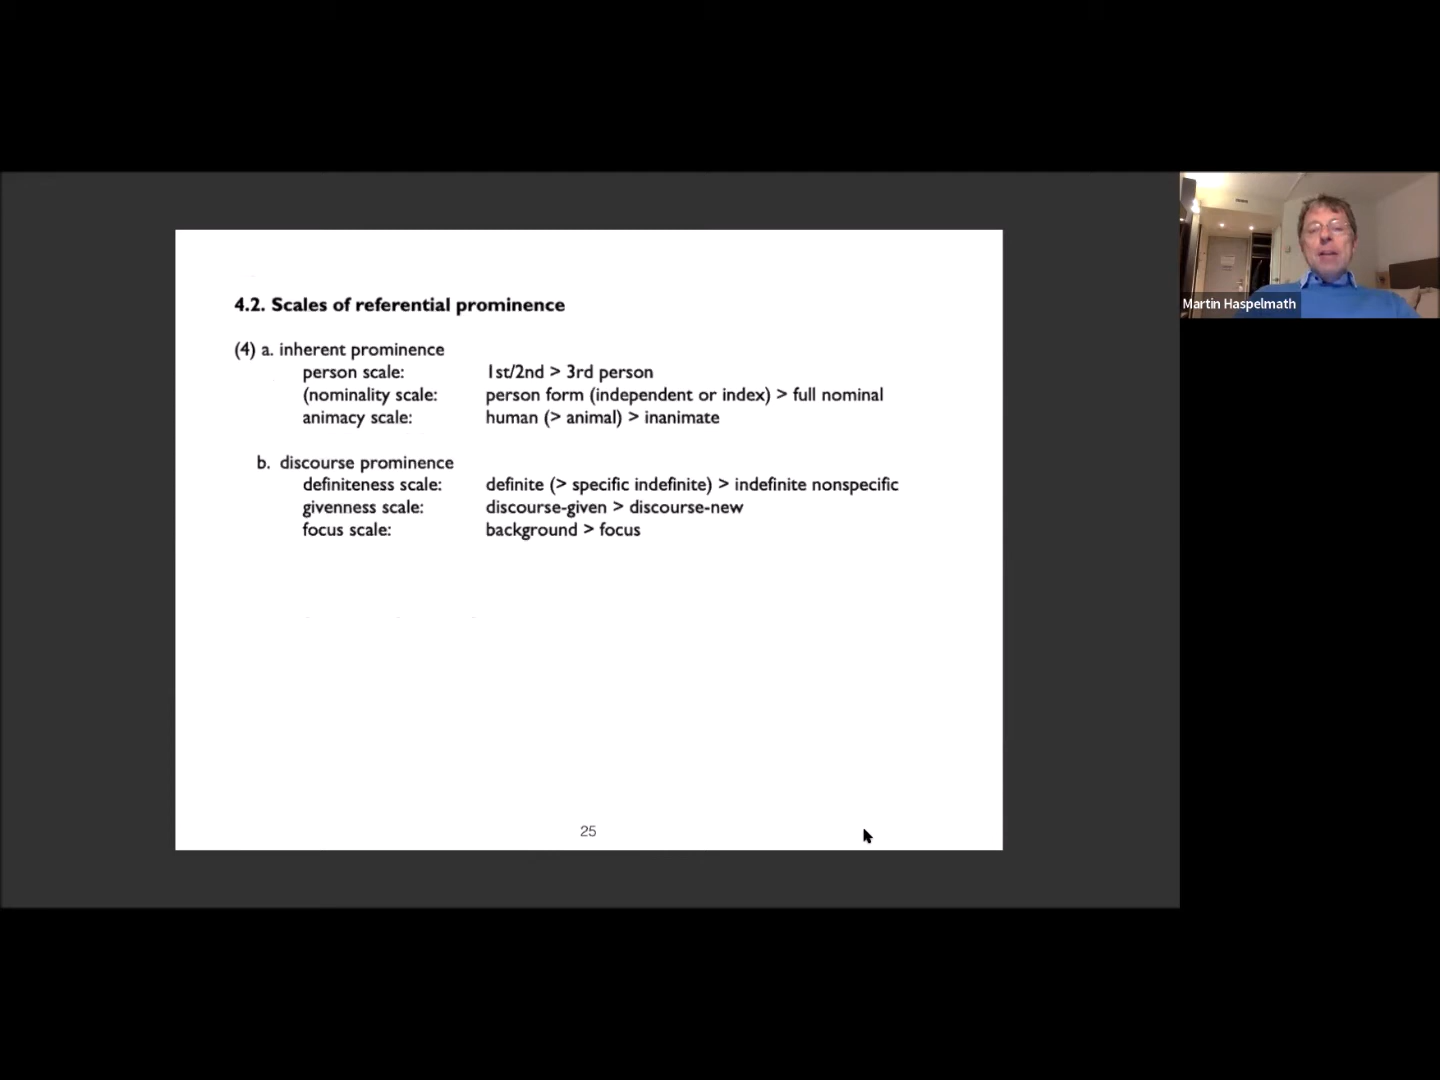 4.2. Scales of referential prominence
(4) a. inherent prominence
person scale: 1st/2nd > 3rd person
(nominality scale: person form (independent or index) > full nominal
animacy scale: human (> animal) > inanimate
b. discourse prominence
definiteness scale: definite (> specific indefinite) > indefinite nonspecific
givenness scale: discourse-given > discourse-new
focus scale: background > focus
25
Martin Haspelmath